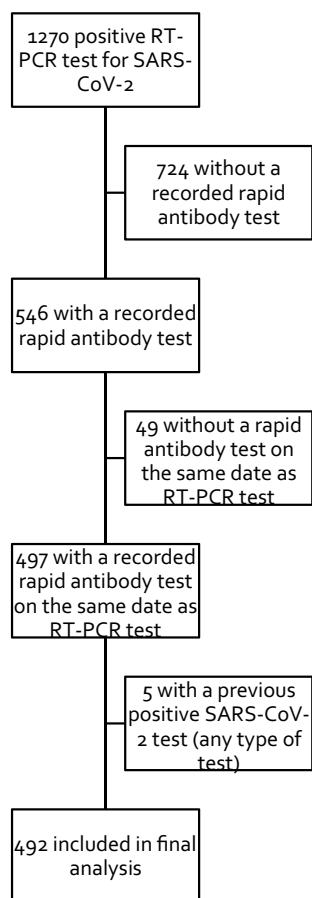 1270 positive RT-
PCR test for SARS-
CoV-2
724 without a
recorded rapid
antibody test
546 with a recorded
rapid antibody test
49 without a rapid
antibody test on
the same date as
RT-PCR test
497 with a recorded
rapid antibody test
on the same date as
RT-PCR test
5 with a previous
positive SARS-CoV-
2 test (any type of
test)
492 included in final
analysis